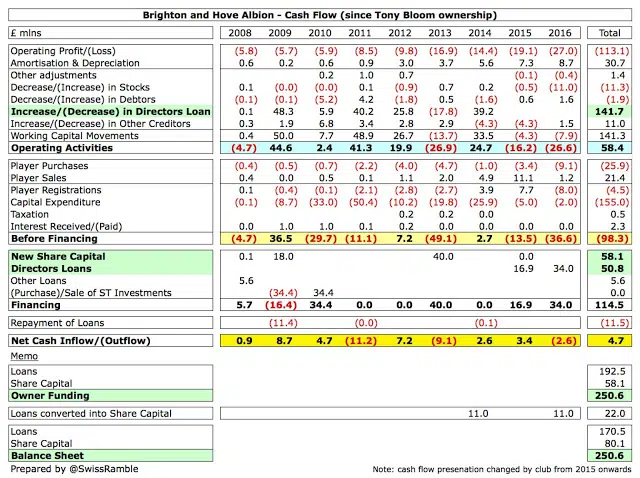 Brighton and Hove Albion - Cash Flow (since Tony Bloom ownership)
£ mlns 2008 2009 2010 2011 2012 2013 2014 2015 2016 Total
Operating Profit/(Loss) (5.8) (5.7) (5.9) (8.5) (9.8) (16.9) (14.4) (19.1) (27.0) (113.1)
Amortisation & Depreciation 0.6 0.2 0.6 0.9 3.0 3.7 5.6 7.3 8.7 30.7
Other adjustments 0.2 1.0 0.7 (0.1) (0.4) 1.4
Decrease/(Increase) in Stocks 0.1 (0.0) (0.0) 0.1 (0.9) 0.7 0.2 (0.5) (11.0) (11.3)
Decrease/(Increase) in Debtors (0.1) (0.1) (5.2) 4.2 (1.8) 0.5 (1.6) 0.6 1.6 (1.9)
Increase/(Decrease) in Directors Loan 0.1 48.3 5.9 40.2 25.8 (17.8) 39.2 141.7
Increase/(Decrease) in Other Creditors 0.3 1.9 6.8 3.4 2.8 2.9 (4.3) (4.3) 1.5 11.0
Working Capital Movements 0.4 50.0 7.7 48.9 26.7 (13.7) 33.5 (4.3) (7.9) 141.3
Operating Activities (4.7) 44.6 2.4 41.3 19.9 (26.9) 24.7 (16.2) (26.6) 58.4
Player Purchases (0.4) (0.5) (0.7) (2.2) (4.0) (4.7) (1.0) (3.4) (9.1) (25.9)
Player Sales 0.4 0.0 0.5 0.1 1.1 2.0 4.9 11.1 1.2 21.4
Player Registrations 0.1 (0.4) (0.1) (2.1) (2.8) (2.7) 3.9 7.7 (8.0) (4.5)
Capital Expenditure (0.1) (8.7) (33.0) (50.4) (10.2) (19.8) (25.9) (5.0) (2.0) (155.0)
Taxation 0.2 0.2 0.0 0.5
Interest Received/(Paid) 0.0 1.0 1.0 0.1 0.2 0.0 0.0 0.0 0.0 2.3
Before Financing (4.7) 36.5 (29.7) (11.1) 7.2 (49.1) 2.7 (13.5) (36.6) (98.3)
New Share Capital 0.1 18.0 40.0 0.0 58.1
Directors Loans 16.9 34.0 50.8
Other Loans 5.6 5.6
(Purchase)/Sale of ST Investments (34.4) 34.4 0.0
Financing 5.7 (16.4) 34.4 0.0 0.0 40.0 0.0 16.9 34.0 114.5
Repayment of Loans (11.4) (0.0) (0.1) (11.5)
Net Cash Inflow/(Outflow) 0.9 8.7 4.7 (11.2) 7.2 (9.1) 2.6 3.4 (2.6) 4.7
Memo
Loans 192.5
Share Capital 58.1
Owner Funding 250.6
Loans converted into Share Capital 11.0 11.0 22.0
Loans 170.5
Share Capital 80.1
Balance Sheet 250.6
Prepared by @SwissRamble Note: cash flow presenation changed by club from 2015 onwards